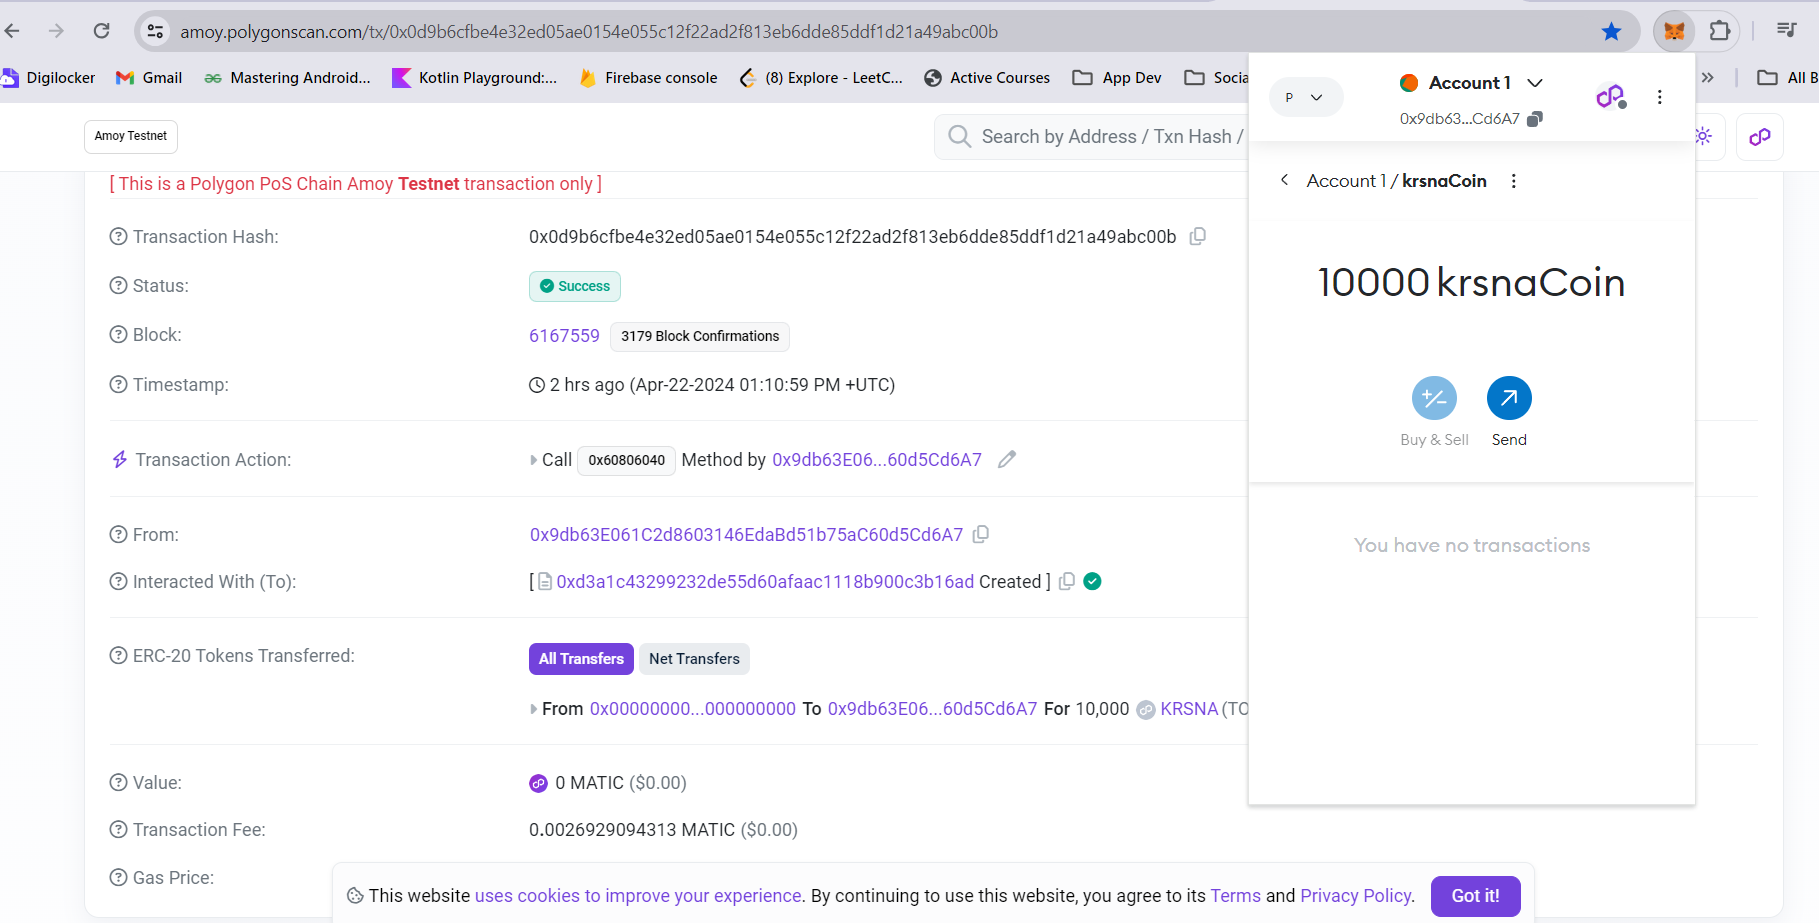 amoy.polygonscan.com/tx/0x0d9b6cfbe4e32ed05ae0154e055c12f22ad2f813eb6dde85ddf1d21a49abc00b
Digilocker Gmail Mastering Android... Kotlin Playground:... Firebase console (8) Explore - LeetC... Active Courses App Dev Socia » All B
Amoy Testnet
Search by Address / Txn Hash /
[ This is a Polygon PoS Chain Amoy Testnet transaction only ]
Transaction Hash: 0x0d9b6cfbe4e32ed05ae0154e055c12f22ad2f813eb6dde85ddf1d21a49abc00b
Status: Success
Block: 6167559 3179 Block Confirmations
Timestamp: 2 hrs ago (Apr-22-2024 01:10:59 PM +UTC)
Transaction Action: Call 0x60806040 Method by 0x9db63E06...60d5Cd6A7
From: 0x9db63E061C2d8603146EdaBd51b75aC60d5Cd6A7
Interacted With (To): [ 0xd3a1c43299232de55d60afaac1118b900c3b16ad Created ]
ERC-20 Tokens Transferred: All Transfers Net Transfers
From 0x00000000...000000000 To 0x9db63E06...60d5Cd6A7 For 10,000 KRSNA (TO
Value: 0 MATIC ($0.00)
Transaction Fee: 0.0026929094313 MATIC ($0.00)
Gas Price:
This website uses cookies to improve your experience. By continuing to use this website, you agree to its Terms and Privacy Policy. Got it!
P
Account 1
0x9db63...Cd6A7
Account 1 / krsnaCoin
10000 krsnaCoin
Buy & Sell Send
You have no transactions